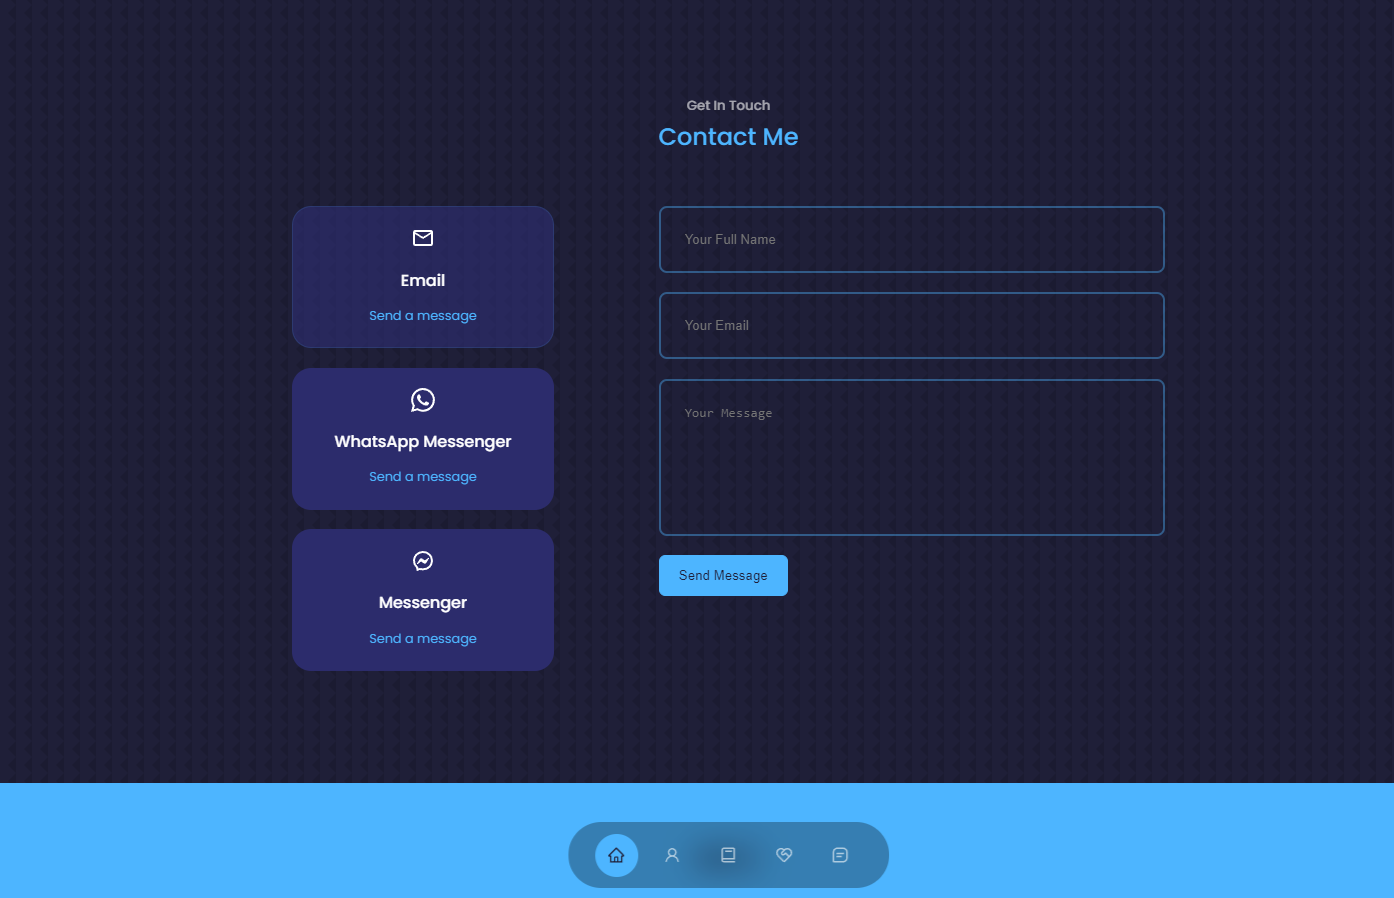 Get In Touch
Contact Me
Email
Send a message
WhatsApp Messenger
Send a message
Messenger
Send a message
Your Full Name
Your Email
Your Message
Send Message